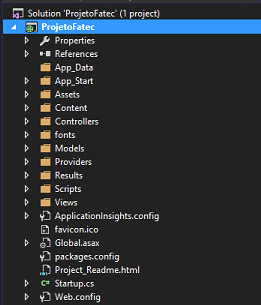 Solution 'ProjetoFatec' (1 project)
ProjetoFatec
Properties
References
App_Data
App_Start
Assets
Content
Controllers
fonts
Models
Providers
Results
Scripts
Views
ApplicationInsights.config
favicon.ico
Global.asax
packages.config
Project_Readme.html
Startup.cs
Web.config